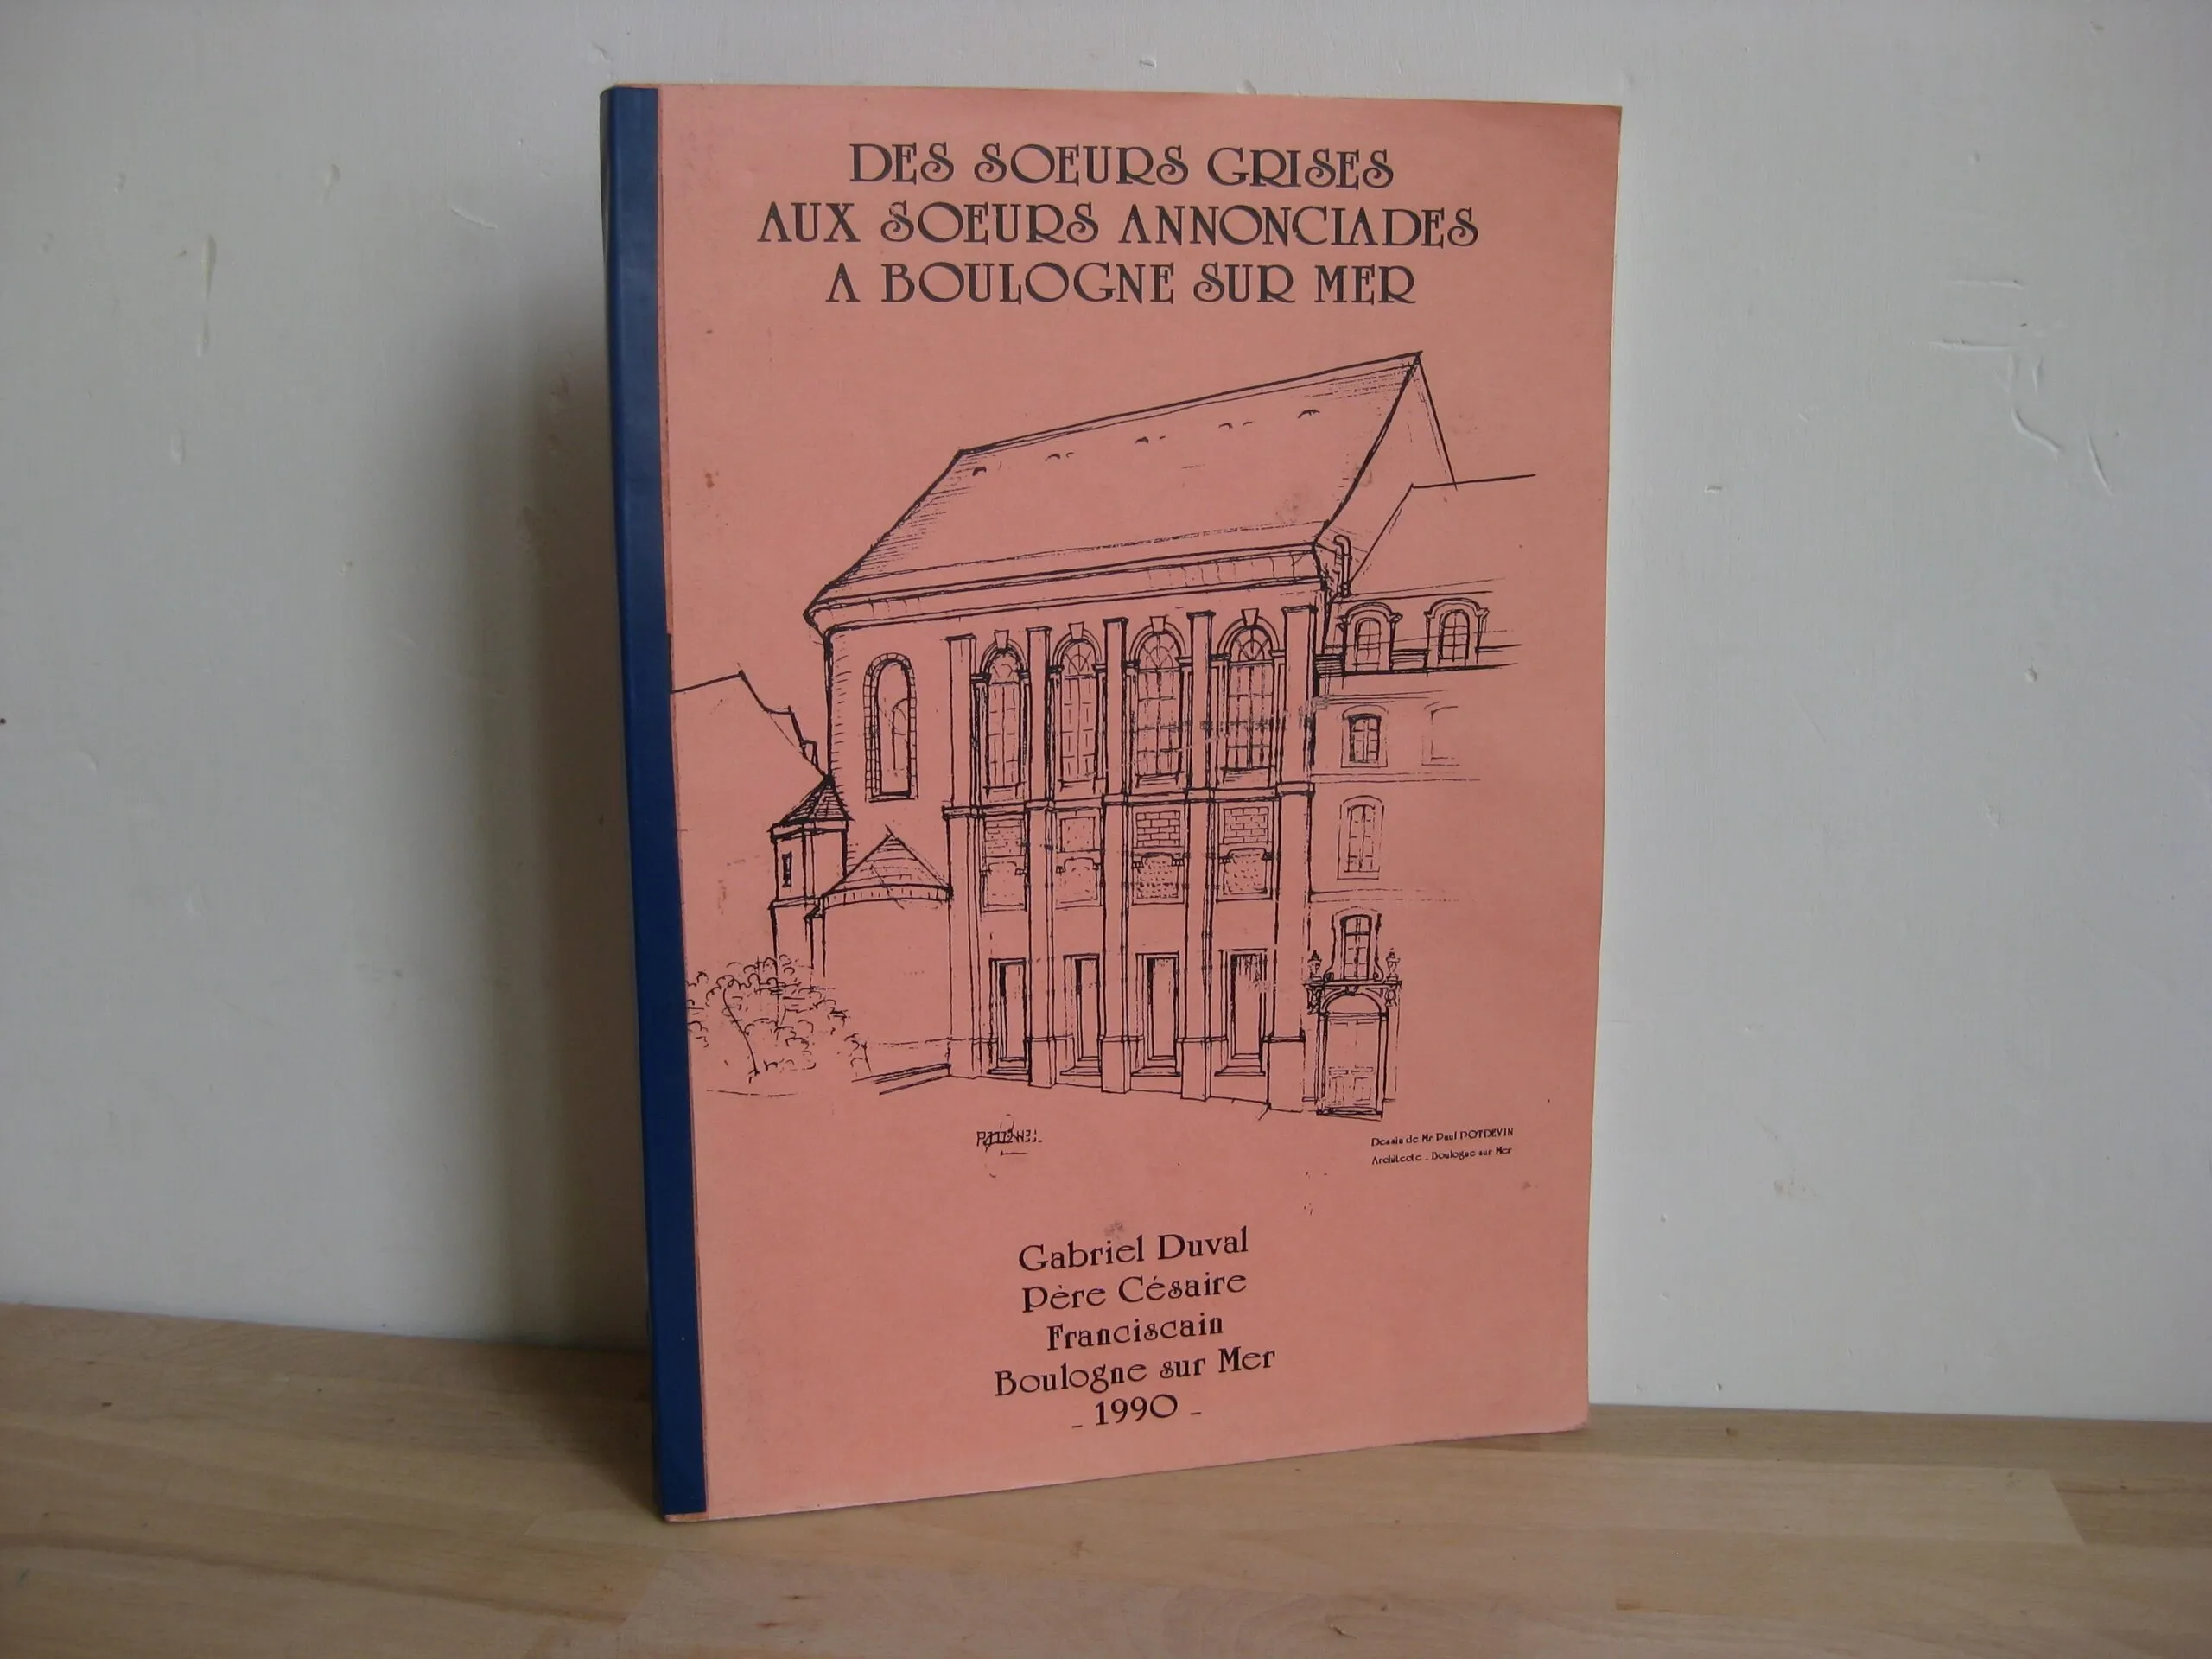 DES SOEURS GRISES
AUX SOEURS ANNONCIADES
A BOULOGNE SUR MER
Dessin de Mr Paul POTDEVIN
Architecte - Boulogne sur Mer
Gabriel Duval
Père Césaire
Franciscain
Boulogne sur Mer
- 1990 -